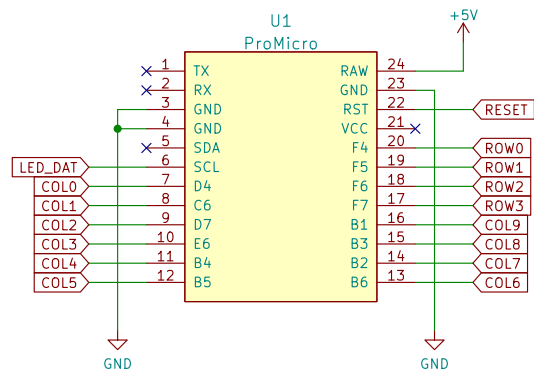 U1
ProMicro
+5V
1 TX RAW 24
2 RX GND 23
3 GND RST 22 RESET
4 GND VCC 21
5 SDA F4 20 ROW0
LED_DAT 6 SCL F5 19 ROW1
COL0 7 D4 F6 18 ROW2
COL1 8 C6 F7 17 ROW3
COL2 9 D7 B1 16 COL9
COL3 10 E6 B3 15 COL8
COL4 11 B4 B2 14 COL7
COL5 12 B5 B6 13 COL6
GND GND